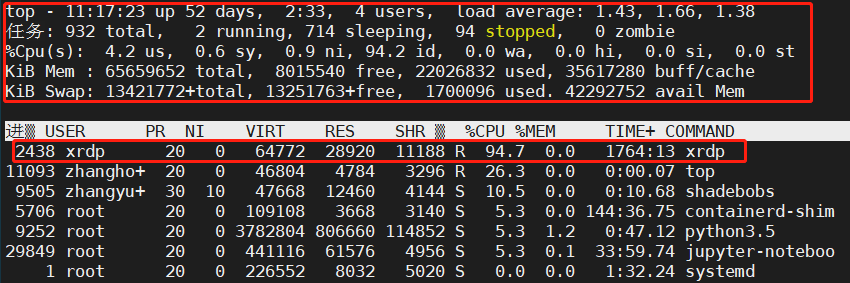 top - 11:17:23 up 52 days,  2:33,  4 users,  load average: 1.43, 1.66, 1.38
任务: 932 total,   2 running, 714 sleeping,  94 stopped,   0 zombie
%Cpu(s):  4.2 us,  0.6 sy,  0.9 ni, 94.2 id,  0.0 wa,  0.0 hi,  0.0 si,  0.0 st
KiB Mem : 65659652 total,  8015540 free, 22026832 used, 35617280 buff/cache
KiB Swap: 13421772+total, 13251763+free,  1700096 used. 42292752 avail Mem
进▒ USER      PR  NI    VIRT    RES    SHR ▒  %CPU %MEM     TIME+ COMMAND
2438 xrdp      20   0   64772  28920  11188 R  94.7  0.0   1764:13 xrdp
11093 zhangho+  20   0   46804   4784   3296 R  26.3  0.0   0:00.07 top
9505 zhangyu+  30  10   47668  12460   4144 S  10.5  0.0   0:10.68 shadebobs
5706 root      20   0  109108   3668   3140 S   5.3  0.0 144:36.75 containerd-shim
9252 root      20   0 3782804 806660 114852 S   5.3  1.2   0:47.12 python3.5
29849 root      20   0  441116  61576   4956 S   5.3  0.1  33:59.74 jupyter-noteboo
1 root      20   0  226552   8032   5020 S   0.0  0.0   1:32.24 systemd